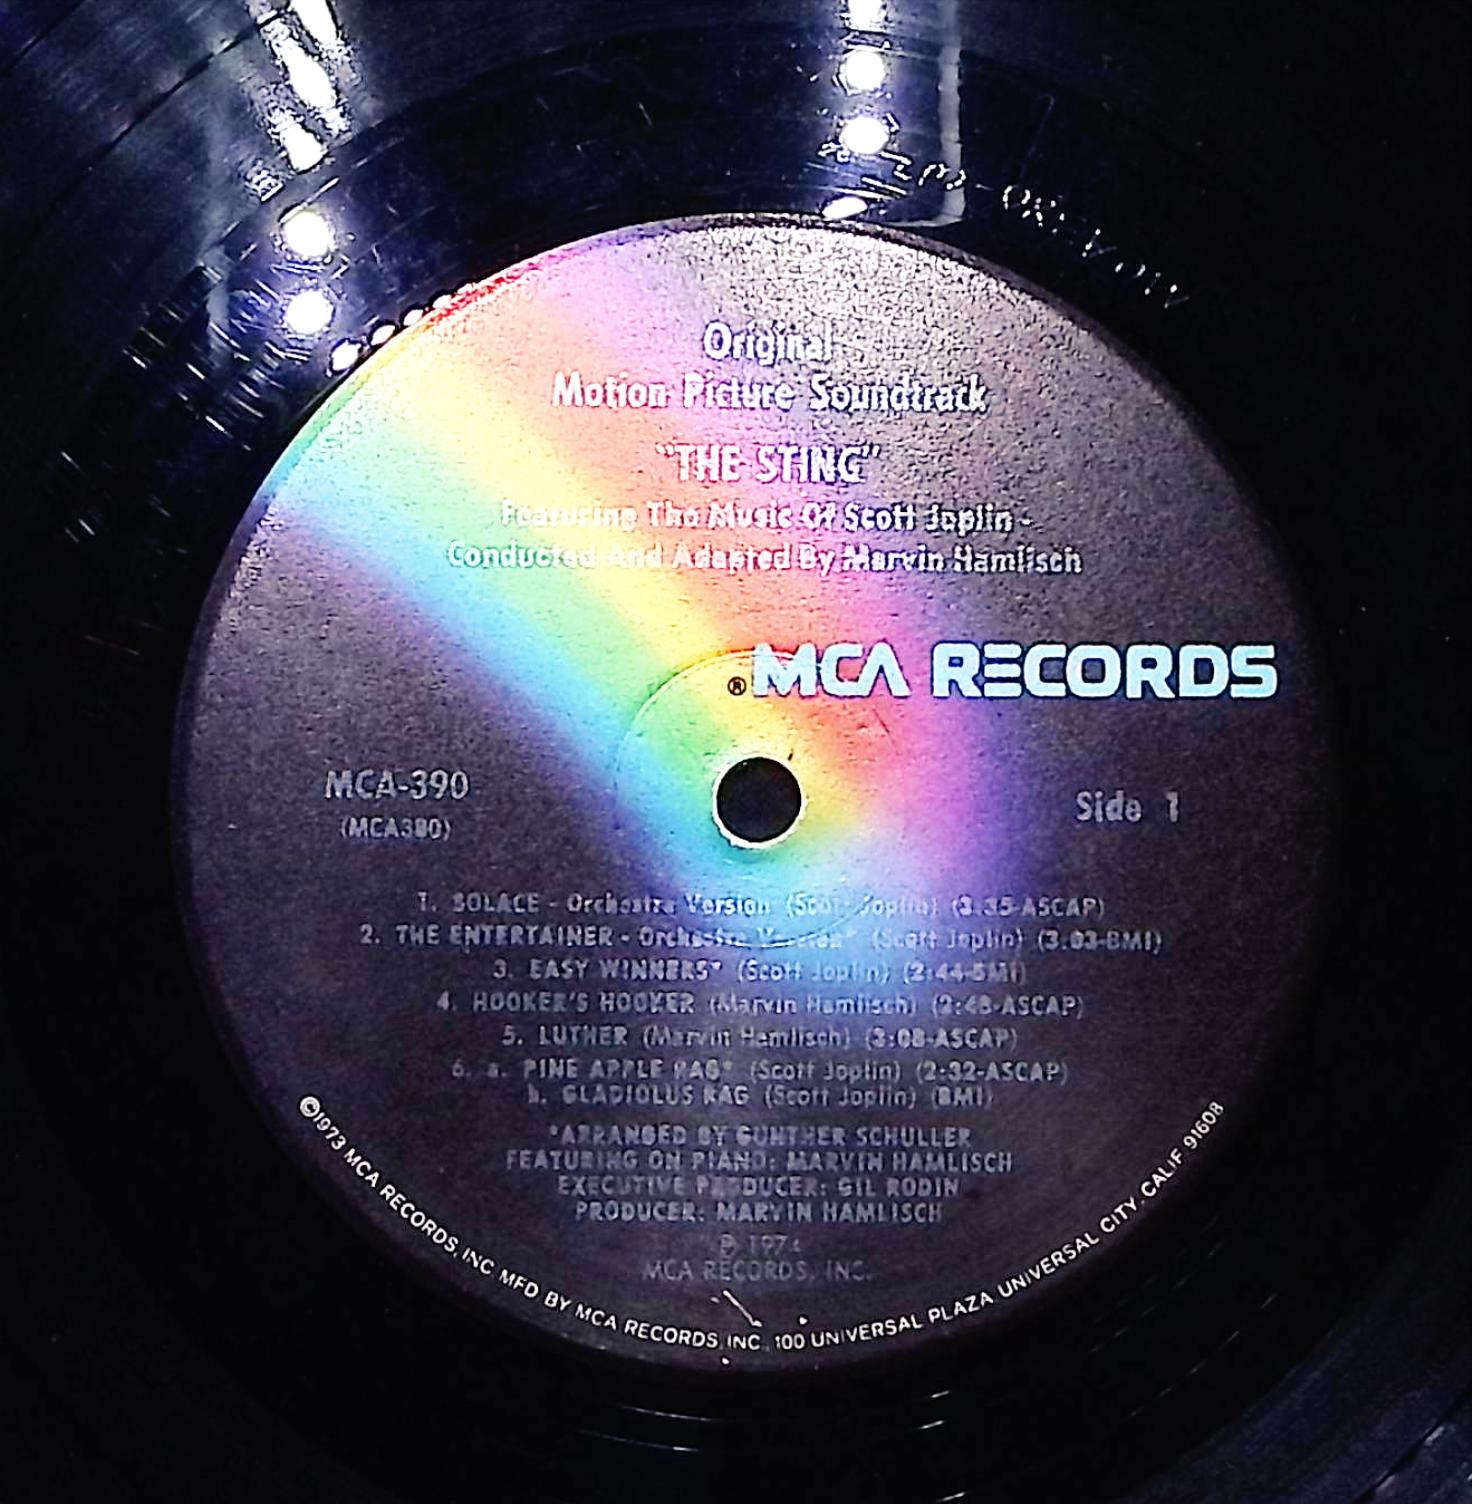 Original
Motion Picture Soundtrack
"THE STING"
Featuring The Music Of Scott Joplin -
Conducted And Adapted By Marvin Hamlisch
® MCA RECORDS
MCA-390
Side 1
(MCA390)
1. SOLACE - Orchestra Version (Scott Joplin) (3:35-ASCAP)
2. THE ENTERTAINER - Orchestra Version* (Scott Joplin) (3:03-BMI)
3. EASY WINNERS* (Scott Joplin) (2:44-BMI)
4. HOOKER'S HOOKER (Marvin Hamlisch) (2:48-ASCAP)
5. LUTHER (Marvin Hamlisch) (3:08-ASCAP)
6. a. PINE APPLE RAG* (Scott Joplin) (2:32-ASCAP)
b. GLADIOLUS RAG (Scott Joplin) (BMI)
*ARRANGED BY GUNTHER SCHULLER
FEATURING ON PIANO: MARVIN HAMLISCH
EXECUTIVE PRODUCER: GIL RODIN
PRODUCER: MARVIN HAMLISCH
℗ 1974
MCA RECORDS, INC.
©1973 MCA RECORDS, INC MFD BY MCA RECORDS, INC., 100 UNIVERSAL PLAZA UNIVERSAL CITY, CALIF 91608